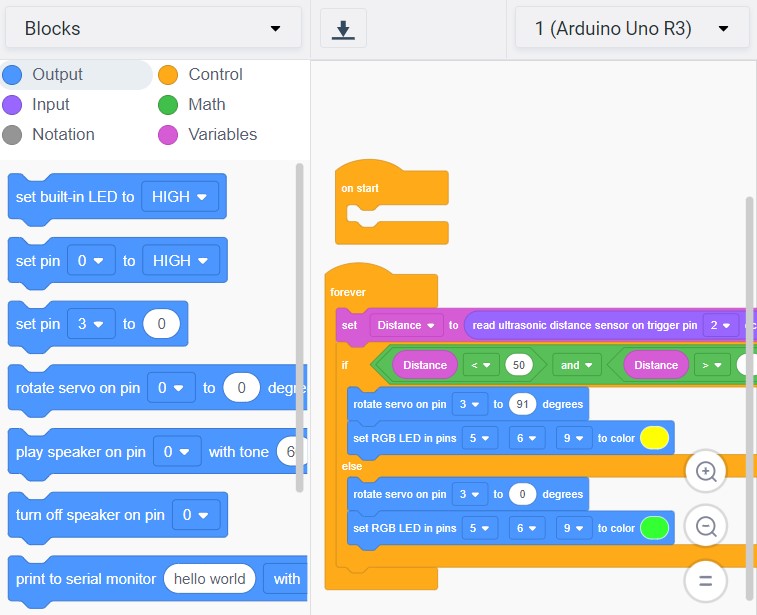 Blocks
1 (Arduino Uno R3)
Output
Control
Input
Math
Notation
Variables
set built-in LED to HIGH
set pin 0 to HIGH
set pin 3 to 0
rotate servo on pin 0 to 0 degre
play speaker on pin 0 with tone 6
turn off speaker on pin 0
print to serial monitor hello world with
on start
forever
set Distance to read ultrasonic distance sensor on trigger pin 2
if Distance < 50 and Distance >
rotate servo on pin 3 to 91 degrees
set RGB LED in pins 5 6 9 to color
else
rotate servo on pin 3 to 0 degrees
set RGB LED in pins 5 6 9 to color